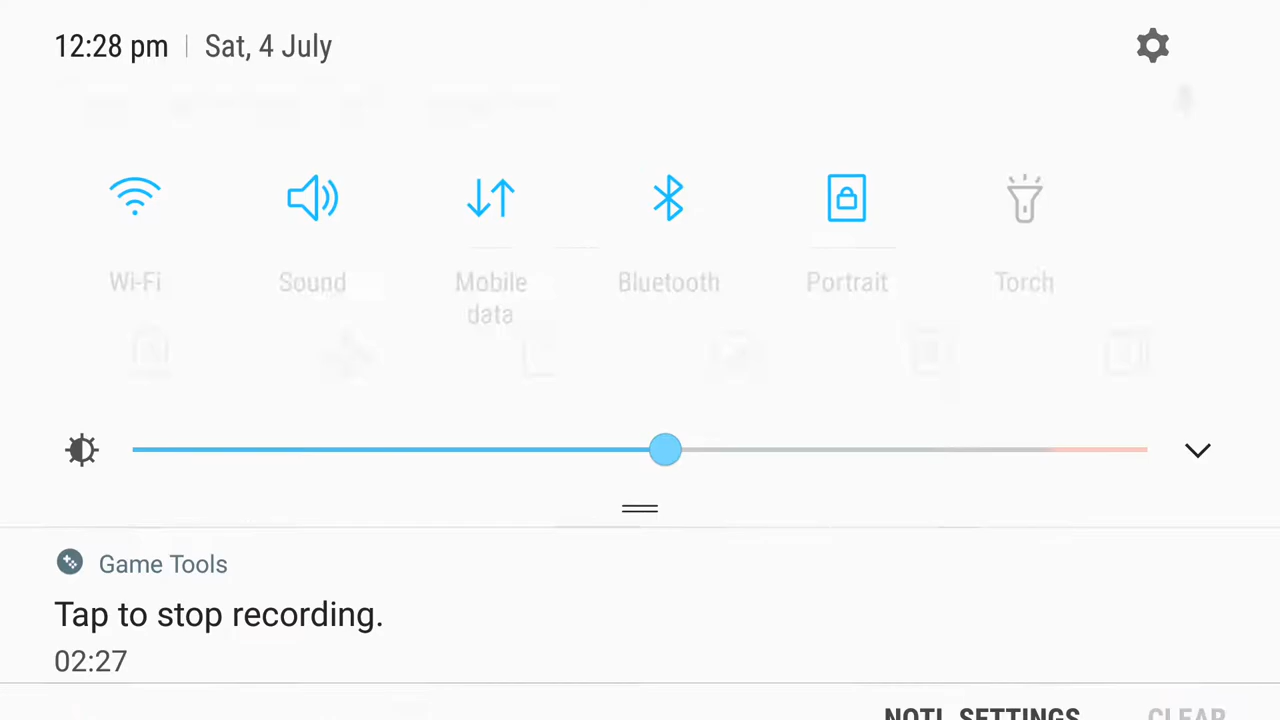 12:28 pm | Sat, 4 July
Wi-Fi Sound Mobile data Bluetooth Portrait Torch
Game Tools
Tap to stop recording.
02:27
NOTI. SETTINGS CLEAR